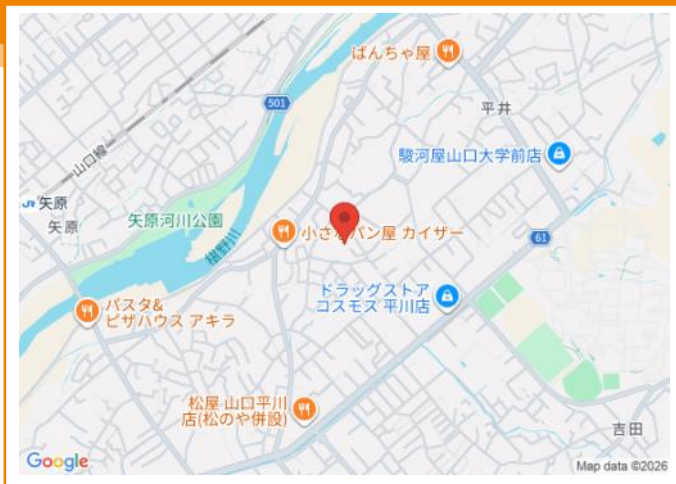 ばんちゃ屋
501
平井
山口線
駿河屋山口大学前店
JR 矢原
矢原
矢原河川公園
椹野川
小さなパン屋 カイザー
61
ドラッグストア
コスモス 平川店
パスタ&
ピザハウス アキラ
松屋 山口平川
店(松のや併設)
吉田
Google
Map data ©2026